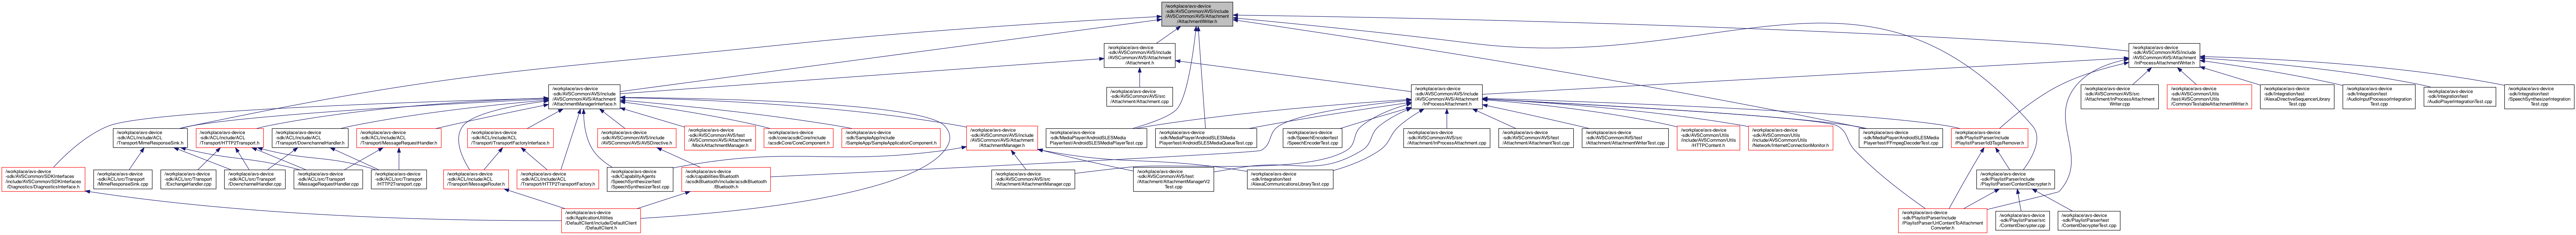 /workplace/avs-device
-sdk/AVSCommon/AVS/include
/AVSCommon/AVS/Attachment
/AttachmentWriter.h
/workplace/avs-device
-sdk/AVSCommon/AVS/include
/AVSCommon/AVS/Attachment
/Attachment.h
/workplace/avs-device
-sdk/AVSCommon/AVS/include
/AVSCommon/AVS/Attachment
/InProcessAttachmentWriter.h
/workplace/avs-device
-sdk/AVSCommon/AVS/include
/AVSCommon/AVS/Attachment
/AttachmentManagerInterface.h
/workplace/avs-device
-sdk/AVSCommon/AVS/src
/Attachment/Attachment.cpp
/workplace/avs-device
-sdk/AVSCommon/AVS/include
/AVSCommon/AVS/Attachment
/InProcessAttachment.h
/workplace/avs-device
-sdk/AVSCommon/AVS/src
/Attachment/InProcessAttachment
Writer.cpp
/workplace/avs-device
-sdk/AVSCommon/Utils
/test/AVSCommon/Utils
/Common/TestableAttachmentWriter.h
/workplace/avs-device
-sdk/Integration/test
/AlexaDirectiveSequencerLibrary
Test.cpp
/workplace/avs-device
-sdk/Integration/test
/AudioInputProcessorIntegration
Test.cpp
/workplace/avs-device
-sdk/Integration/test
/AudioPlayerIntegrationTest.cpp
/workplace/avs-device
-sdk/Integration/test
/SpeechSynthesizerIntegration
Test.cpp
/workplace/avs-device
-sdk/ACL/include/ACL
/Transport/MimeResponseSink.h
/workplace/avs-device
-sdk/ACL/include/ACL
/Transport/HTTP2Transport.h
/workplace/avs-device
-sdk/ACL/include/ACL
/Transport/DownchannelHandler.h
/workplace/avs-device
-sdk/ACL/include/ACL
/Transport/MessageRequestHandler.h
/workplace/avs-device
-sdk/ACL/include/ACL
/Transport/TransportFactoryInterface.h
/workplace/avs-device
-sdk/AVSCommon/AVS/include
/AVSCommon/AVS/AVSDirective.h
/workplace/avs-device
-sdk/AVSCommon/AVS/test
/AVSCommon/AVS/Attachment
/MockAttachmentManager.h
/workplace/avs-device
-sdk/core/acsdkCore/include
/acsdkCore/CoreComponent.h
/workplace/avs-device
-sdk/SampleApp/include
/SampleApp/SampleApplicationComponent.h
/workplace/avs-device
-sdk/AVSCommon/AVS/include
/AVSCommon/AVS/Attachment
/AttachmentManager.h
/workplace/avs-device
-sdk/MediaPlayer/AndroidSLESMedia
Player/test/AndroidSLESMediaPlayerTest.cpp
/workplace/avs-device
-sdk/MediaPlayer/AndroidSLESMedia
Player/test/AndroidSLESMediaQueueTest.cpp
/workplace/avs-device
-sdk/SpeechEncoder/test
/SpeechEncoderTest.cpp
/workplace/avs-device
-sdk/AVSCommon/AVS/src
/Attachment/InProcessAttachment.cpp
/workplace/avs-device
-sdk/AVSCommon/AVS/test
/Attachment/AttachmentTest.cpp
/workplace/avs-device
-sdk/AVSCommon/AVS/test
/Attachment/AttachmentWriterTest.cpp
/workplace/avs-device
-sdk/AVSCommon/Utils
/include/AVSCommon/Utils
/HTTPContent.h
/workplace/avs-device
-sdk/AVSCommon/Utils
/include/AVSCommon/Utils
/Network/InternetConnectionMonitor.h
/workplace/avs-device
-sdk/MediaPlayer/AndroidSLESMedia
Player/test/FFmpegDecoderTest.cpp
/workplace/avs-device
-sdk/PlaylistParser/include
/PlaylistParser/Id3TagsRemover.h
/workplace/avs-device
-sdk/AVSCommon/SDKInterfaces
/include/AVSCommon/SDKInterfaces
/Diagnostics/DiagnosticsInterface.h
/workplace/avs-device
-sdk/ACL/src/Transport
/MimeResponseSink.cpp
/workplace/avs-device
-sdk/ACL/src/Transport
/ExchangeHandler.cpp
/workplace/avs-device
-sdk/ACL/src/Transport
/DownchannelHandler.cpp
/workplace/avs-device
-sdk/ACL/src/Transport
/MessageRequestHandler.cpp
/workplace/avs-device
-sdk/ACL/src/Transport
/HTTP2Transport.cpp
/workplace/avs-device
-sdk/ACL/include/ACL
/Transport/MessageRouter.h
/workplace/avs-device
-sdk/ACL/include/ACL
/Transport/HTTP2TransportFactory.h
/workplace/avs-device
-sdk/CapabilityAgents
/SpeechSynthesizer/test
/SpeechSynthesizerTest.cpp
/workplace/avs-device
-sdk/capabilities/Bluetooth
/acsdkBluetooth/include/acsdkBluetooth
/Bluetooth.h
/workplace/avs-device
-sdk/AVSCommon/AVS/src
/Attachment/AttachmentManager.cpp
/workplace/avs-device
-sdk/AVSCommon/AVS/test
/Attachment/AttachmentManagerV2
Test.cpp
/workplace/avs-device
-sdk/Integration/test
/AlexaCommunicationsLibraryTest.cpp
/workplace/avs-device
-sdk/PlaylistParser/include
/PlaylistParser/ContentDecrypter.h
/workplace/avs-device
-sdk/ApplicationUtilities
/DefaultClient/include/DefaultClient
/DefaultClient.h
/workplace/avs-device
-sdk/PlaylistParser/include
/PlaylistParser/UrlContentToAttachment
Converter.h
/workplace/avs-device
-sdk/PlaylistParser/src
/ContentDecrypter.cpp
/workplace/avs-device
-sdk/PlaylistParser/test
/ContentDecrypterTest.cpp